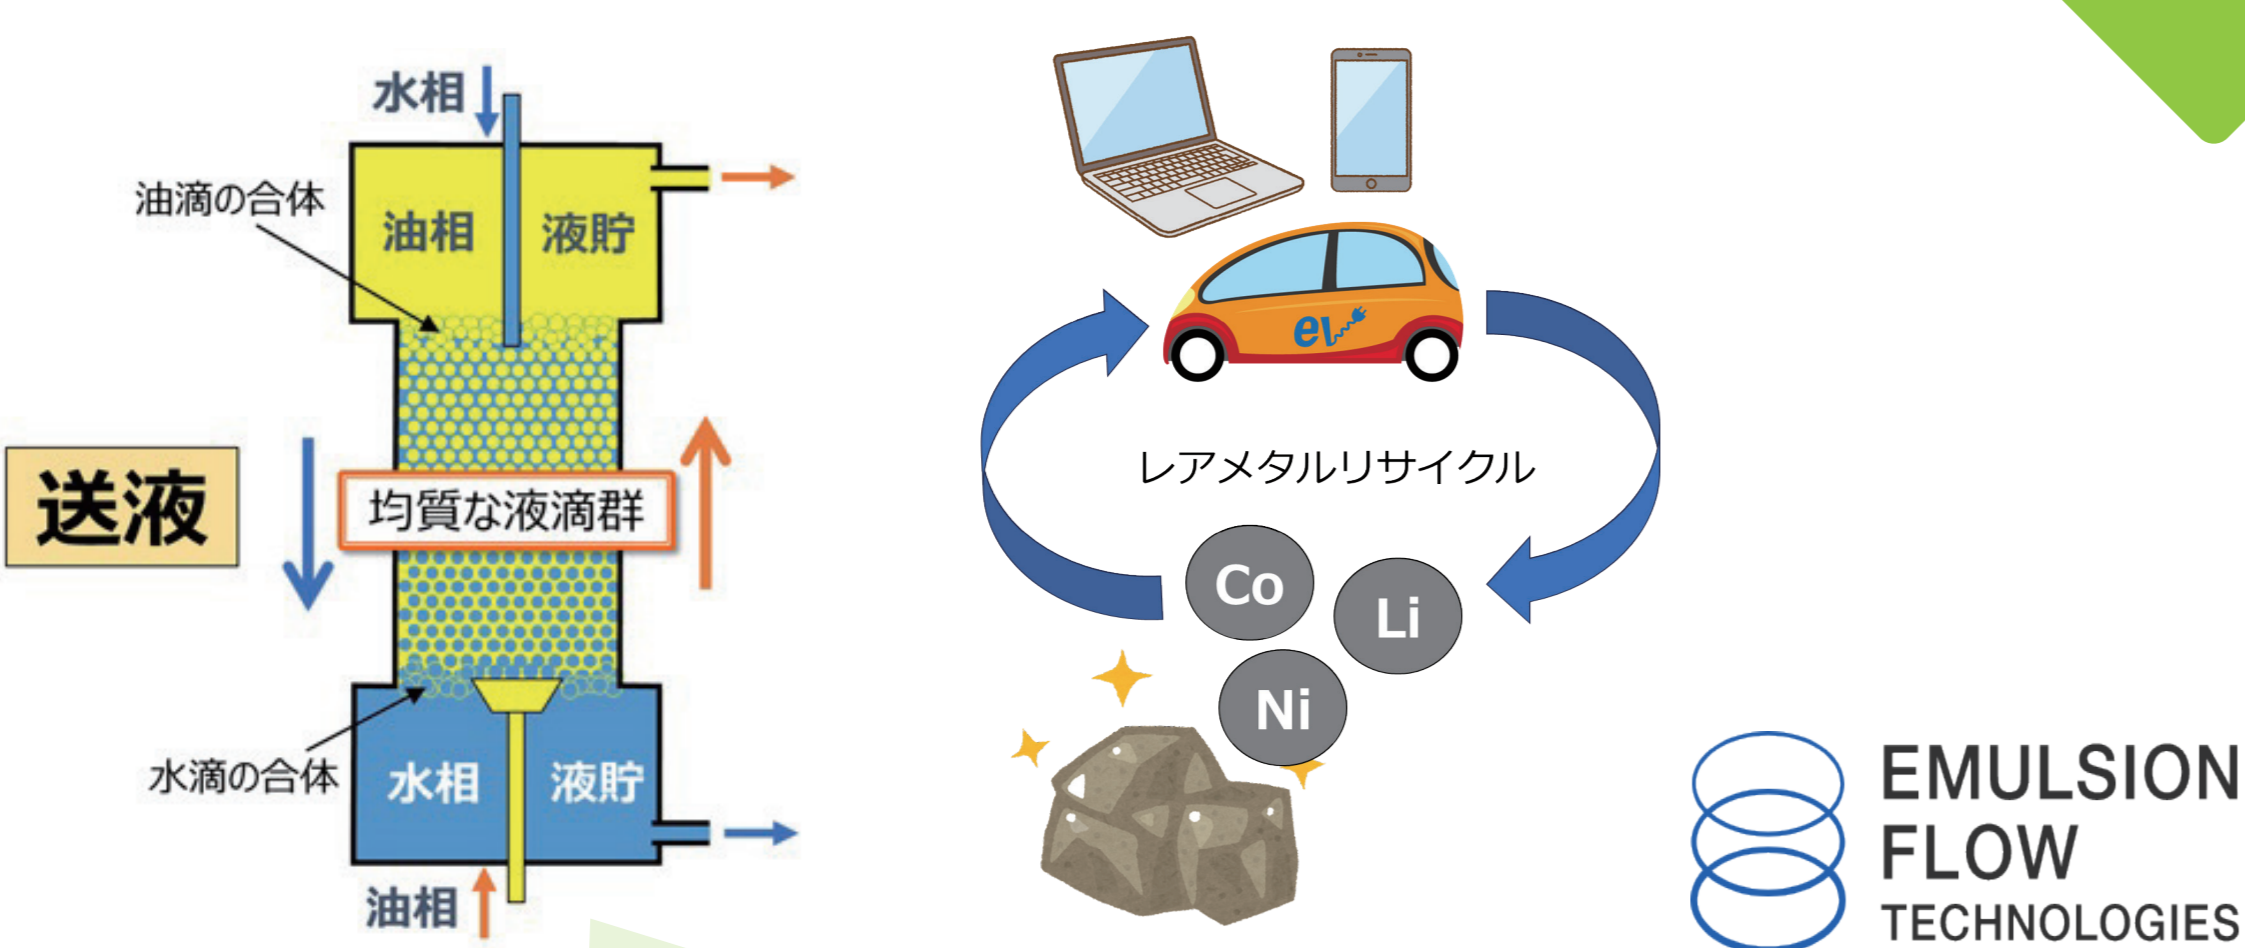 水相
油滴の合体
油相
液貯
送液
均質な液滴群
水滴の合体
水相
液貯
油相
ev
レアメタルリサイクル
Co
Li
Ni
EMULSION
FLOW
TECHNOLOGIES